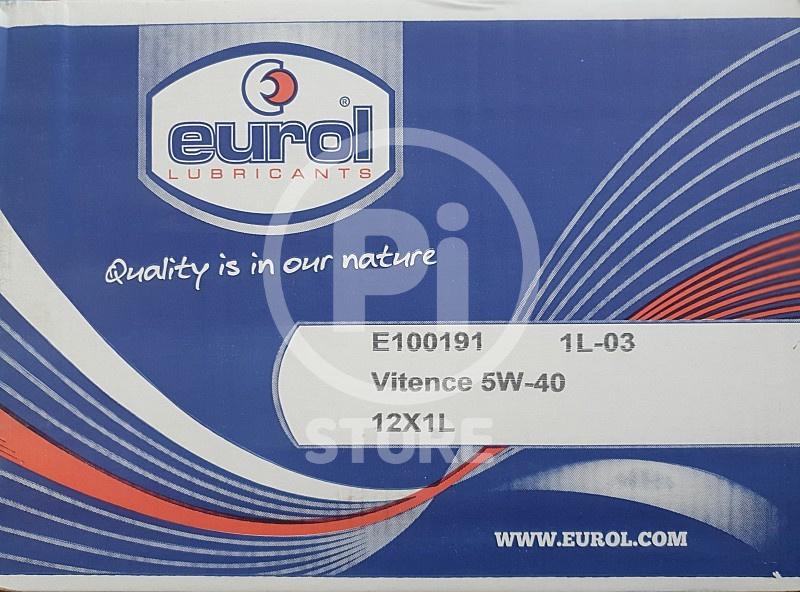 eurol ®
LUBRICANTS
Quality is in our nature
Pi
STORE
E100191 1L-03
Vitence 5W-40
12X1L
WWW.EUROL.COM